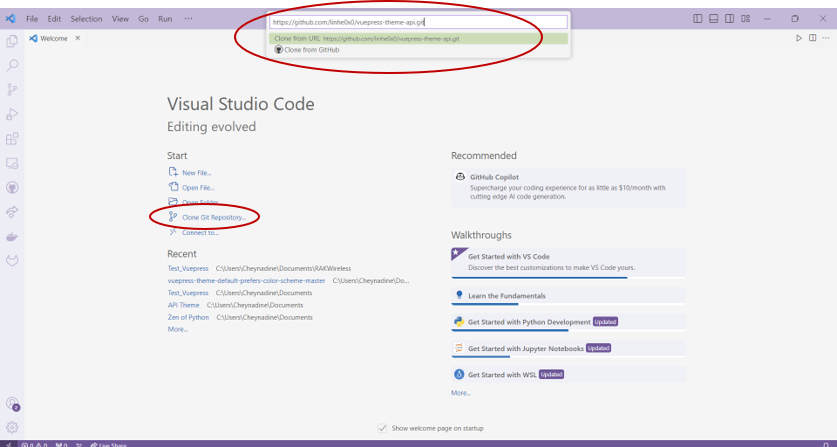 File Edit Selection View Go Run ···
https://github.com/linhe0x0/vuepress-theme-api.git
Clone from URL https://github.com/linhe0x0/vuepress-theme-api.git
Clone from GitHub
Welcome
Visual Studio Code
Editing evolved
Start
New File...
Open File...
Open Folder...
Clone Git Repository...
Connect to...
Recent
Test_Vuepress C:\Users\Cheynadine\Documents\RAKWireless
vuepress-theme-default-prefers-color-scheme-master C:\Users\Cheynadine\Do...
Test_Vuepress C:\Users\Cheynadine\Documents
API Theme C:\Users\Cheynadine\Documents
Zen of Python C:\Users\Cheynadine\Documents
More...
Recommended
GitHub Copilot
Supercharge your coding experience for as little as $10/month with
cutting edge AI code generation.
Walkthroughs
Get Started with VS Code
Discover the best customizations to make VS Code yours.
Learn the Fundamentals
Get Started with Python Development Updated
Get Started with Jupyter Notebooks Updated
Get Started with WSL Updated
More...
Show welcome page on startup
2
0 0 0 Live Share